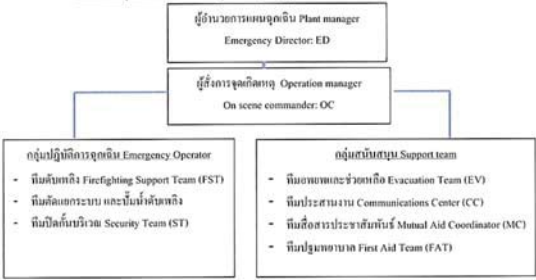 ผู้อำนวยการแผนฉุกเฉิน Plant manager
Emergency Director: ED
ผู้สั่งการจุดเกิดเหตุ Operation manager
On scene commander: OC
กลุ่มปฏิบัติการฉุกเฉิน Emergency Operator
- ทีมดับเพลิง Firefighting Support Team (FST)
- ทีมตัดแยกระบบ และปั๊มน้ำดับเพลิง
- ทีมปิดกั้นบริเวณ Security Team (ST)
กลุ่มสนับสนุน Support team
- ทีมอพยพและช่วยเหลือ Evacuation Team (EV)
- ทีมประสานงาน Communications Center (CC)
- ทีมสื่อสารประชาสัมพันธ์ Mutual Aid Coordinator (MC)
- ทีมปฐมพยาบาล First Aid Team (FAT)